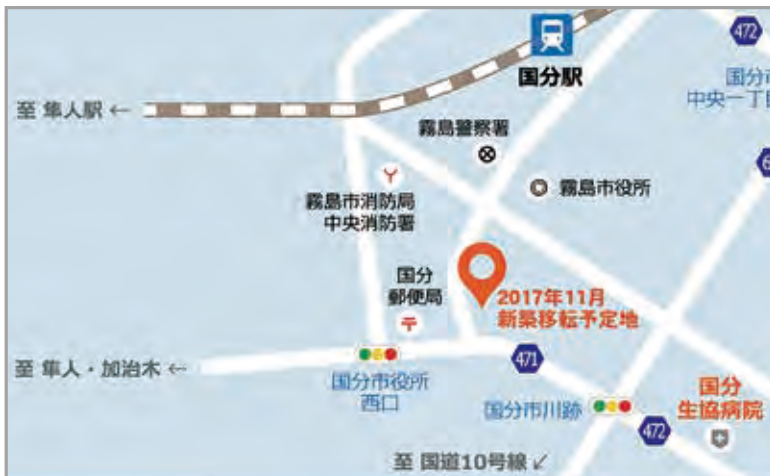 472
国分駅
国分市
中央一丁目
至 隼人駅 ←
霧島警察署
霧島市役所
霧島市消防局
中央消防署
国分
郵便局
2017年11月
新築移転予定地
至 隼人・加治木 ←
国分市役所
西口
471
国分市川跡
472
国分
生協病院
至 国道10号線 ↙